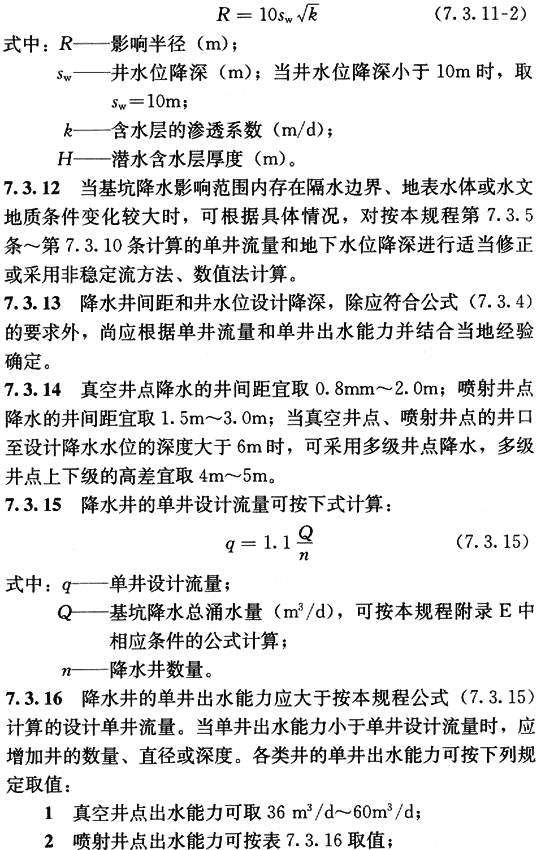 R = 10s_w√k （7.3.11-2）
式中：R——影响半径（m）；
s_w——井水位降深（m）；当井水位降深小于 10m 时，取
s_w＝10m；
k——含水层的渗透系数（m/d）；
H——潜水含水层厚度（m）。
7.3.12 当基坑降水影响范围内存在隔水边界、地表水体或水文
地质条件变化较大时，可根据具体情况，对按本规程第 7.3.5
条～第 7.3.10 条计算的单井流量和地下水位降深进行适当修正
或采用非稳定流方法、数值法计算。
7.3.13 降水井间距和井水位设计降深，除应符合公式（7.3.4）
的要求外，尚应根据单井流量和单井出水能力并结合当地经验
确定。
7.3.14 真空井点降水的井间距宜取 0.8mm～2.0m；喷射井点
降水的井间距宜取 1.5m～3.0m；当真空井点、喷射井点的井口
至设计降水水位的深度大于 6m 时，可采用多级井点降水，多级
井点上下级的高差宜取 4m～5m。
7.3.15 降水井的单井设计流量可按下式计算：
q = 1.1 Q/n （7.3.15）
式中：q——单井设计流量；
Q——基坑降水总涌水量（m³/d），可按本规程附录 E 中
相应条件的公式计算；
n——降水井数量。
7.3.16 降水井的单井出水能力应大于按本规程公式（7.3.15）
计算的设计单井流量。当单井出水能力小于单井设计流量时，应
增加井的数量、直径或深度。各类井的单井出水能力可按下列规
定取值：
1 真空井点出水能力可取 36 m³/d～60m³/d；
2 喷射井点出水能力可按表 7.3.16 取值；